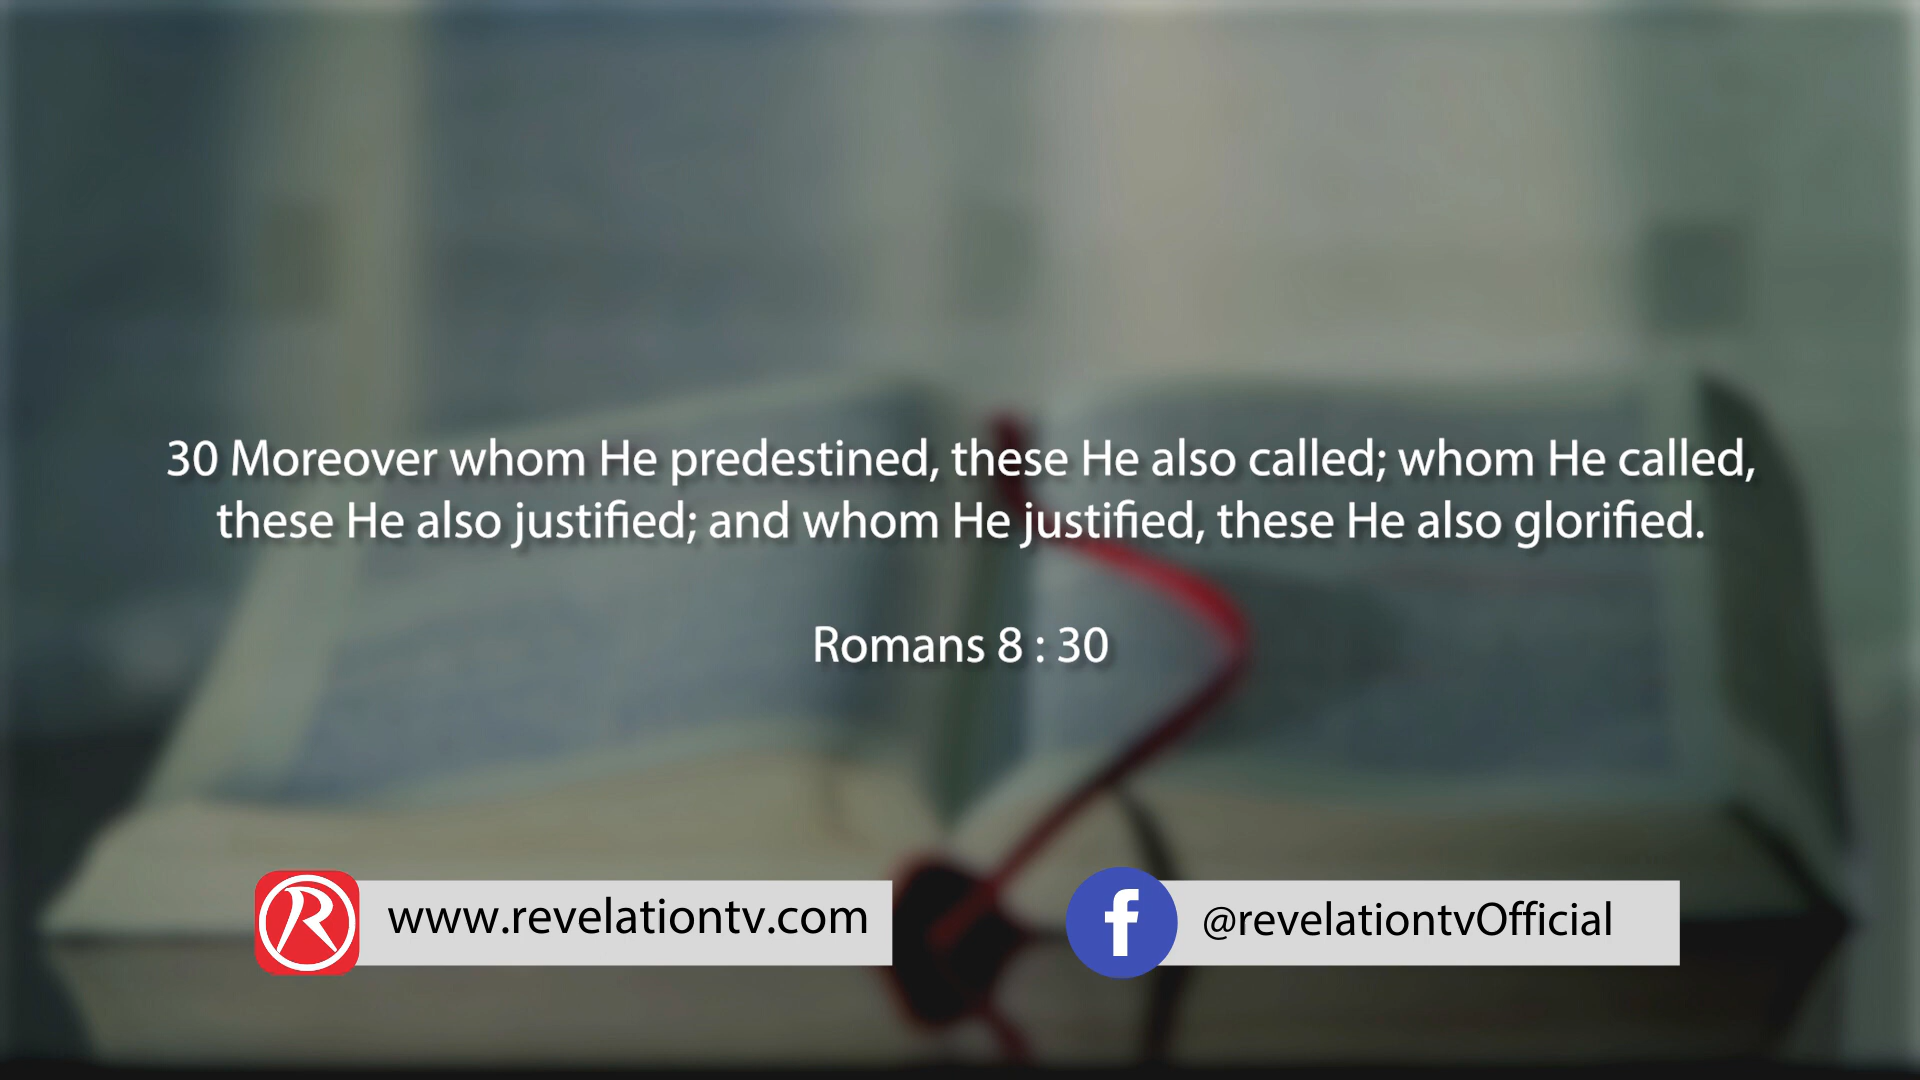 30 Moreover whom He predestined, these He also called; whom He called,
these He also justified; and whom He justified, these He also glorified.
Romans 8 : 30
www.revelationtv.com
@revelationtvOfficial